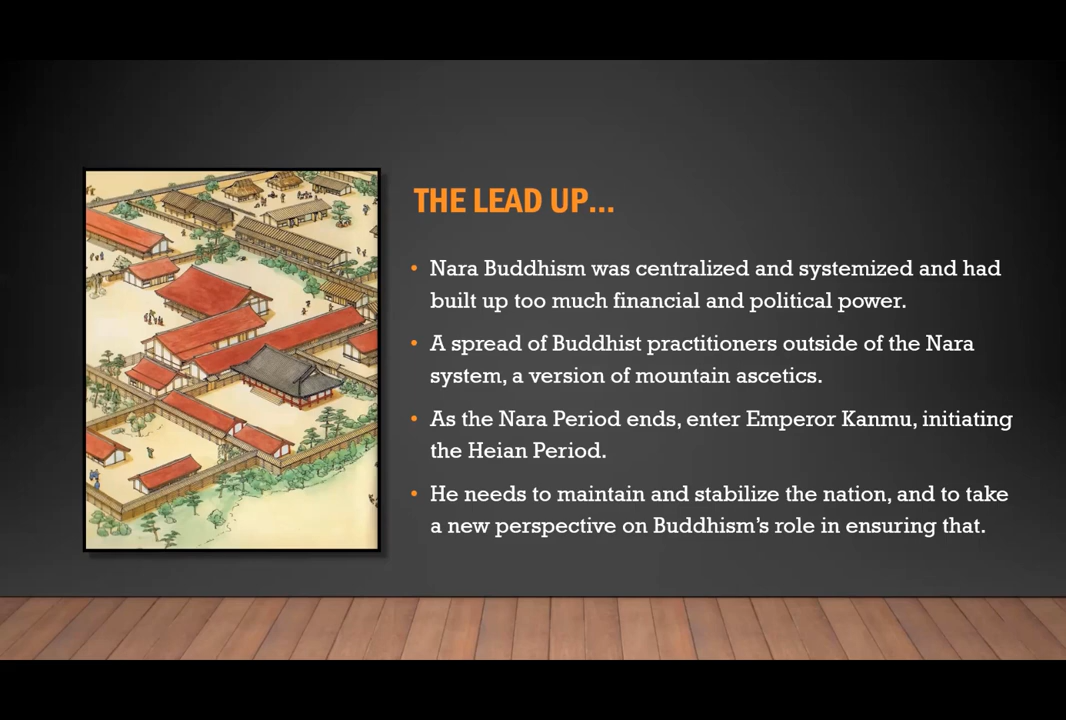 THE LEAD UP...
• Nara Buddhism was centralized and systemized and had
built up too much financial and political power.
• A spread of Buddhist practitioners outside of the Nara
system, a version of mountain ascetics.
• As the Nara Period ends, enter Emperor Kanmu, initiating
the Heian Period.
• He needs to maintain and stabilize the nation, and to take
a new perspective on Buddhism's role in ensuring that.